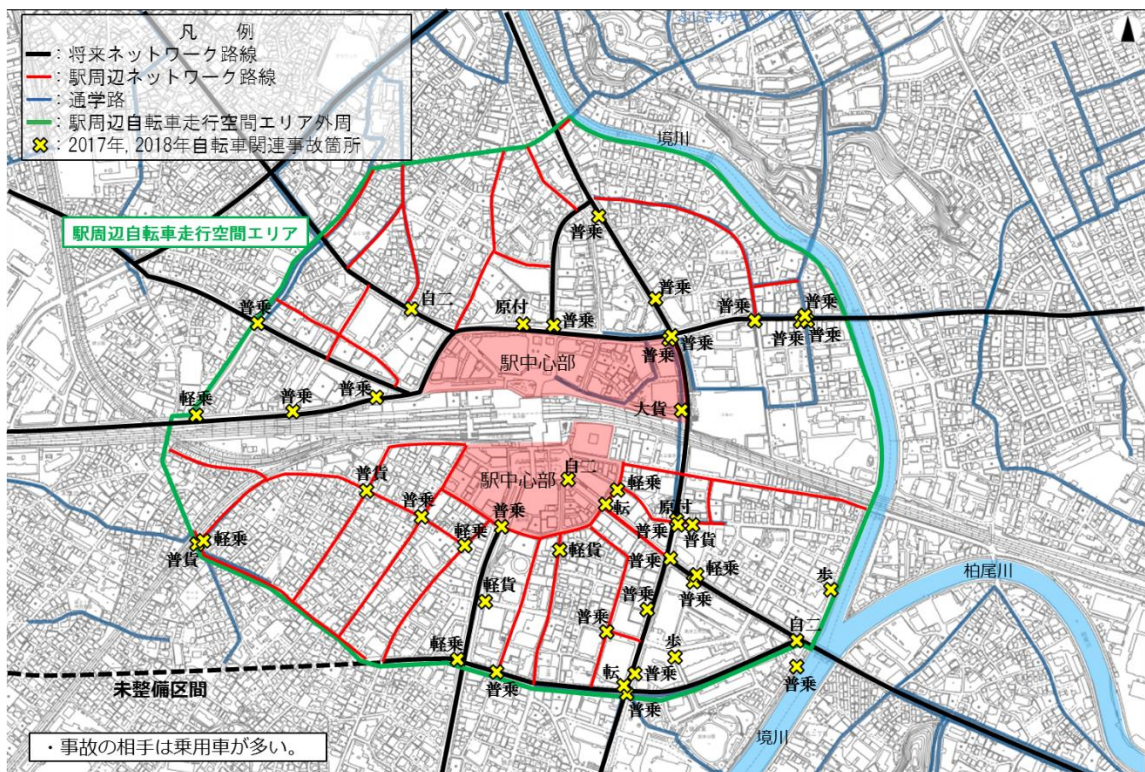 凡　例
：将来ネットワーク路線
：駅周辺ネットワーク路線
：通学路
：駅周辺自転車走行空間エリア外周
：2017年, 2018年自転車関連事故箇所
境川
駅周辺自転車走行空間エリア
普乗
普乗
自二
原付
普乗
普乗
普乗
普乗
普乗
普乗
普乗
普乗
駅中心部
軽乗
普乗
普乗
大貨
駅中心部
自二
普貨
軽乗
転
普乗
普乗
原付
軽乗
普乗
普貨
軽乗
普貨
軽貨
普乗
軽乗
普乗
柏尾川
歩
軽貨
普乗
普乗
自二
歩
軽乗
普乗
転
普乗
普乗
普乗
未整備区間
境川
・事故の相手は乗用車が多い。